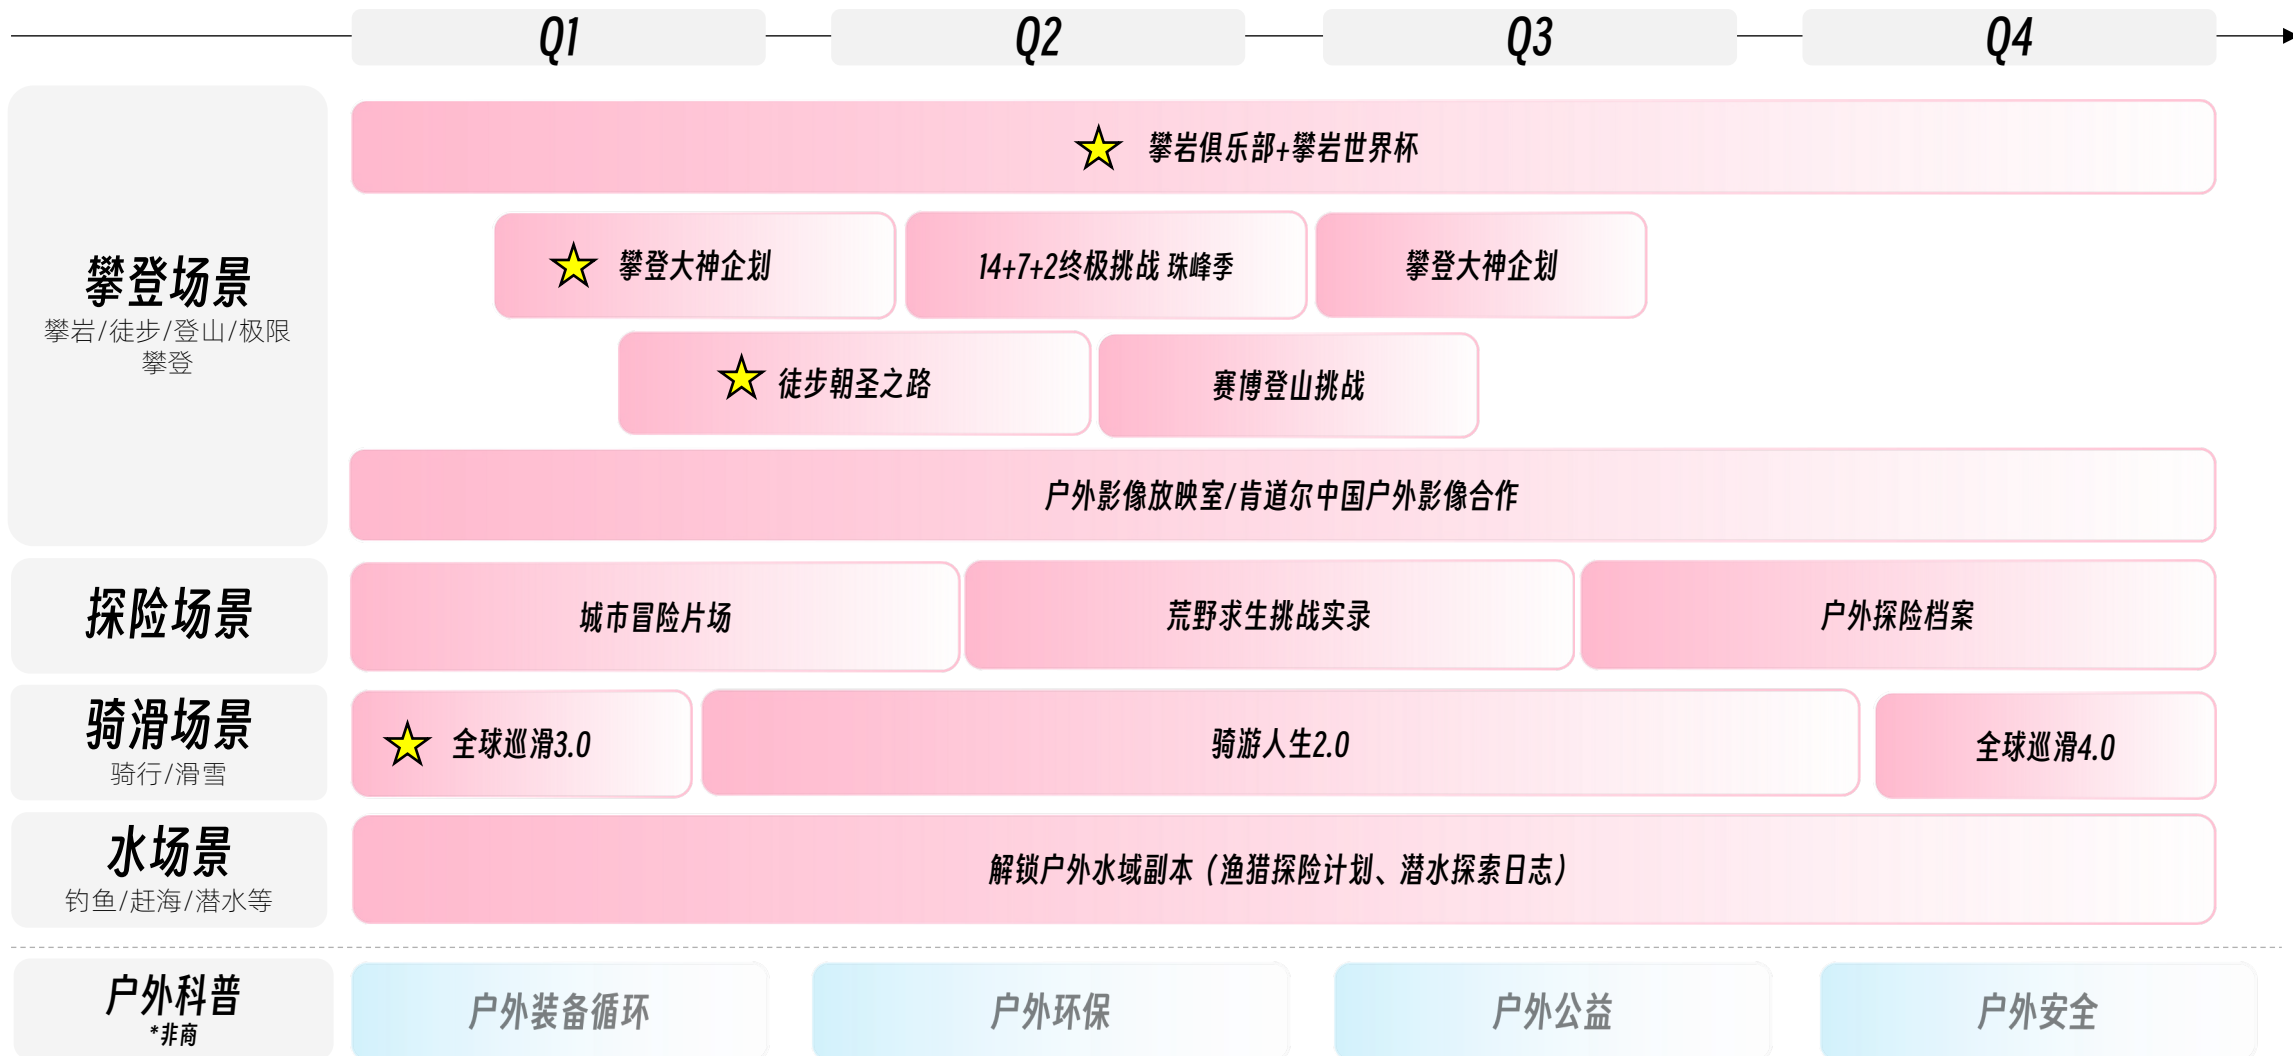 Q1
Q2
Q3
Q4
攀登场景
攀岩/徒步/登山/极限
攀登
攀岩俱乐部+攀岩世界杯
攀登大神企划
14+7+2终极挑战 珠峰季
攀登大神企划
徒步朝圣之路
赛博登山挑战
户外影像放映室/肯道尔中国户外影像合作
探险场景
城市冒险片场
荒野求生挑战实录
户外探险档案
骑滑场景
骑行/滑雪
全球巡滑3.0
骑游人生2.0
全球巡滑4.0
水场景
钓鱼/赶海/潜水等
解锁户外水域副本（渔猎探险计划、潜水探索日志）
户外科普
*非商
户外装备循环
户外环保
户外公益
户外安全